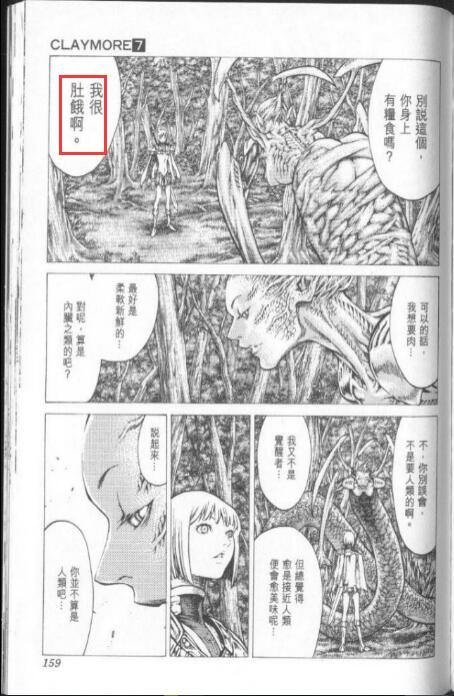 CLAYMORE 7
別說這個，
你身上
有糧食嗎？
我很
肚餓啊。
可以的話，
我想要肉⋯
最好是
柔軟新鮮的⋯
對呢，算是
內臟之類的吧？
不，你別誤會，
不是要人類的啊。
我又不是
覺醒者⋯
但總覺得
愈是接近人類
便會愈美味呢⋯
說起來⋯
你並不算是
人類吧⋯
159